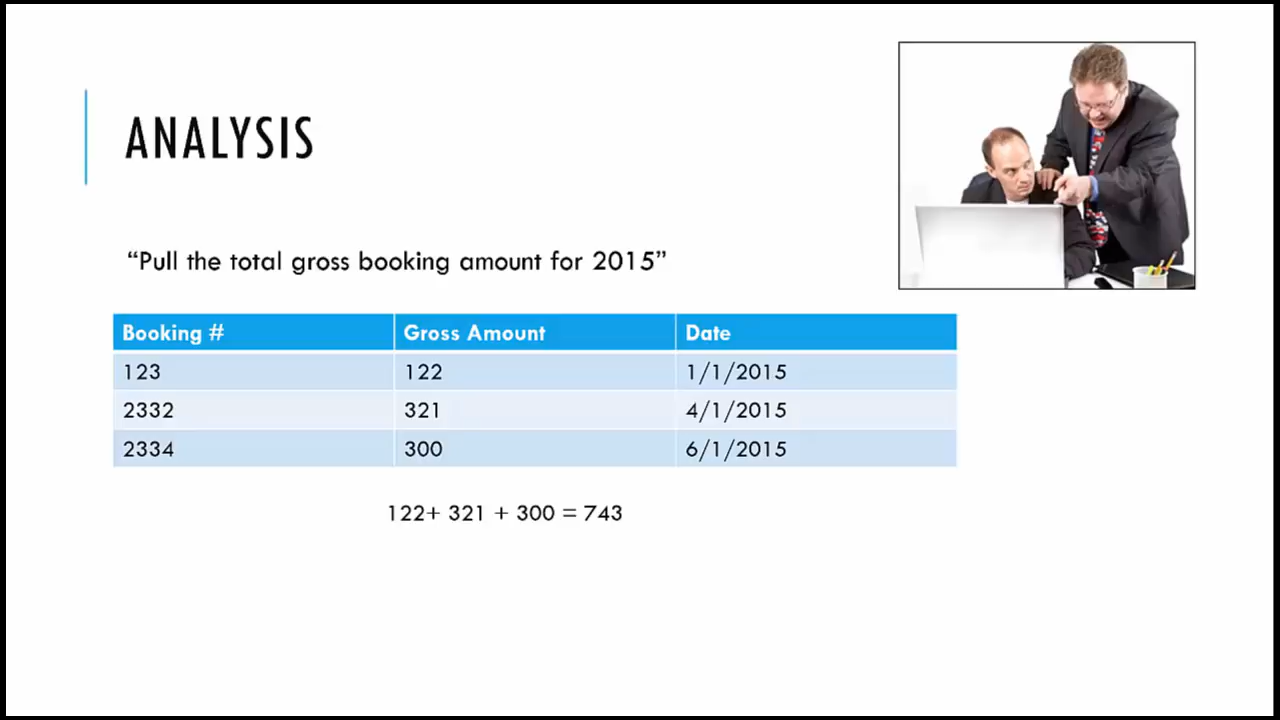 ANALYSIS
“Pull the total gross booking amount for 2015”
Booking # Gross Amount Date
123 122 1/1/2015
2332 321 4/1/2015
2334 300 6/1/2015
122+ 321 + 300 = 743